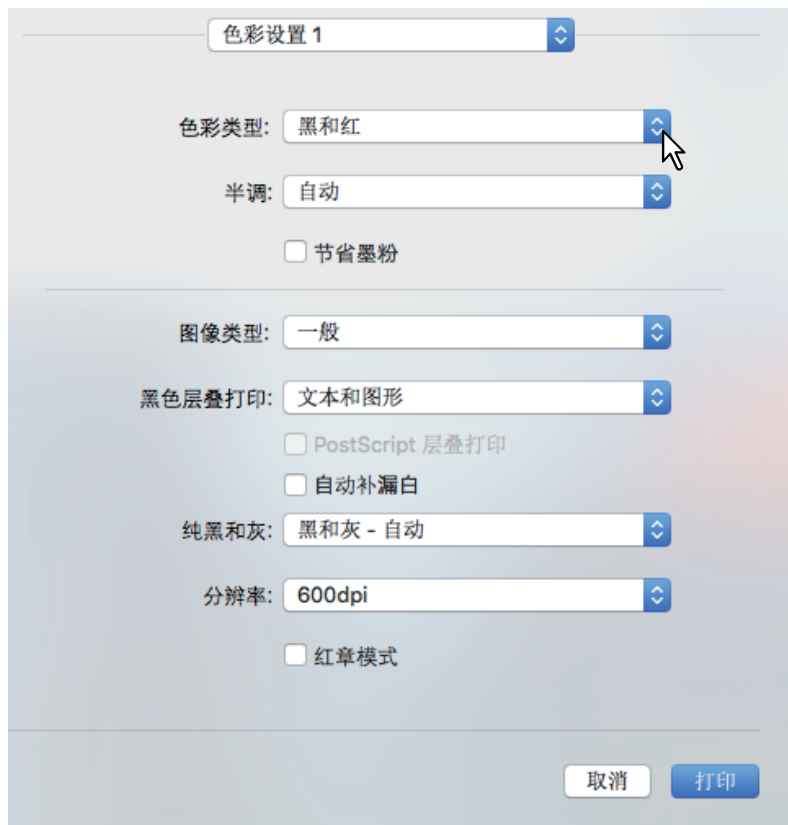 色彩设置 1
色彩类型: 黑和红
半调: 自动
节省墨粉
图像类型: 一般
黑色层叠打印: 文本和图形
PostScript 层叠打印
自动补漏白
纯黑和灰: 黑和灰 - 自动
分辨率: 600dpi
红章模式
取消 打印